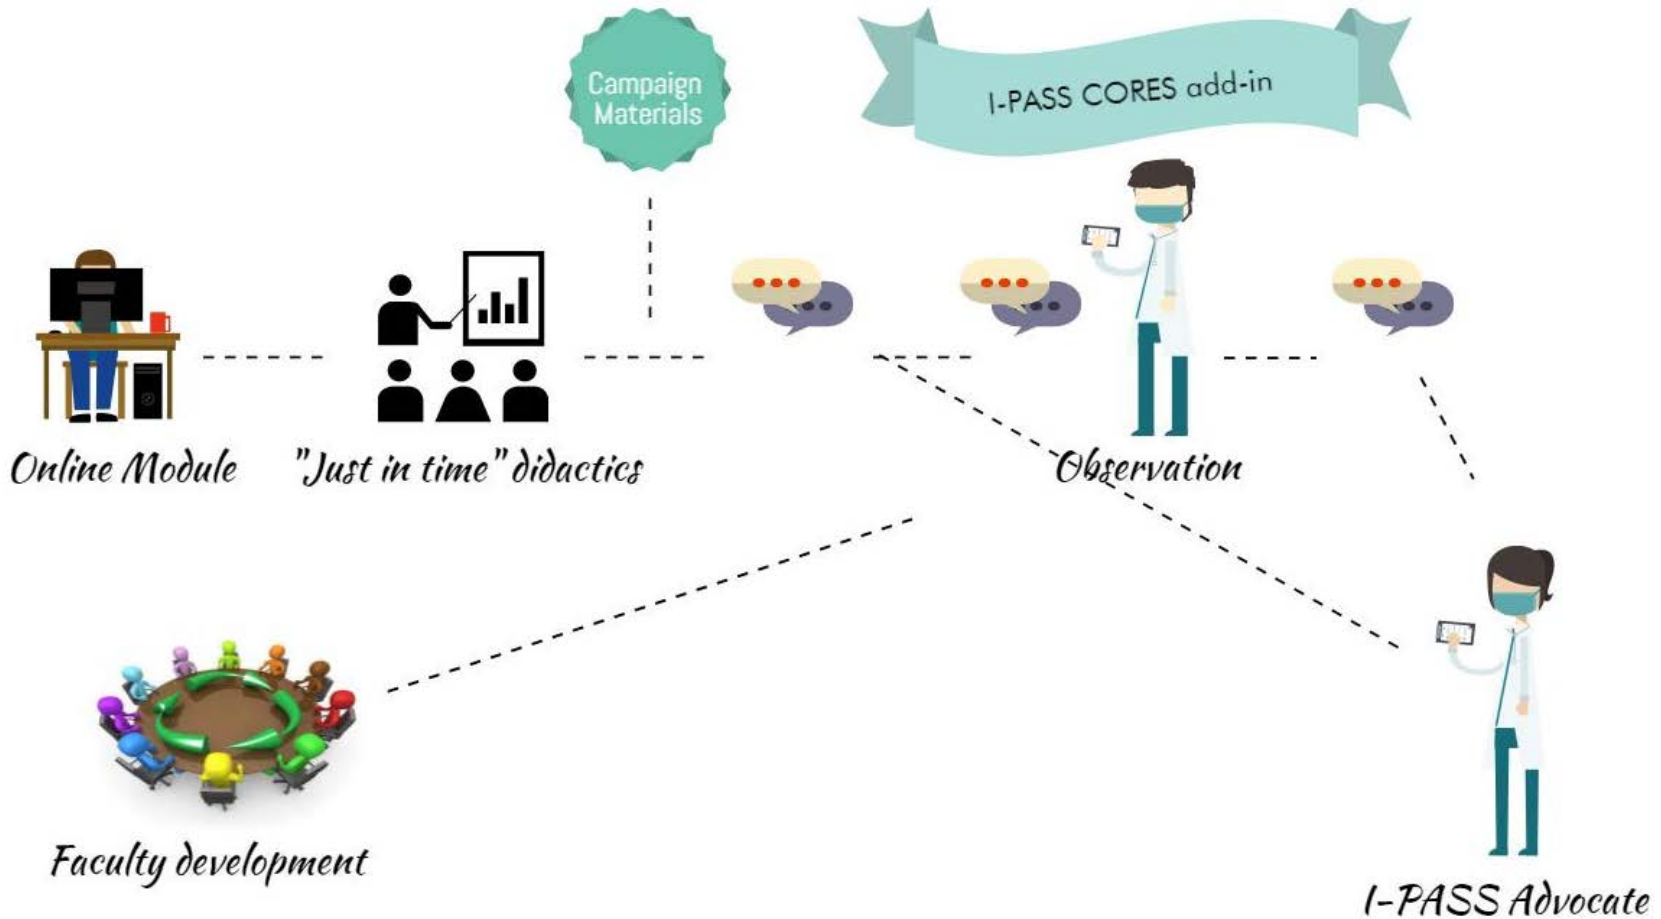 Campaign
Materials
I-PASS CORES add-in
Online Module
"Just in time" didactics
Observation
Faculty development
I-PASS Advocate